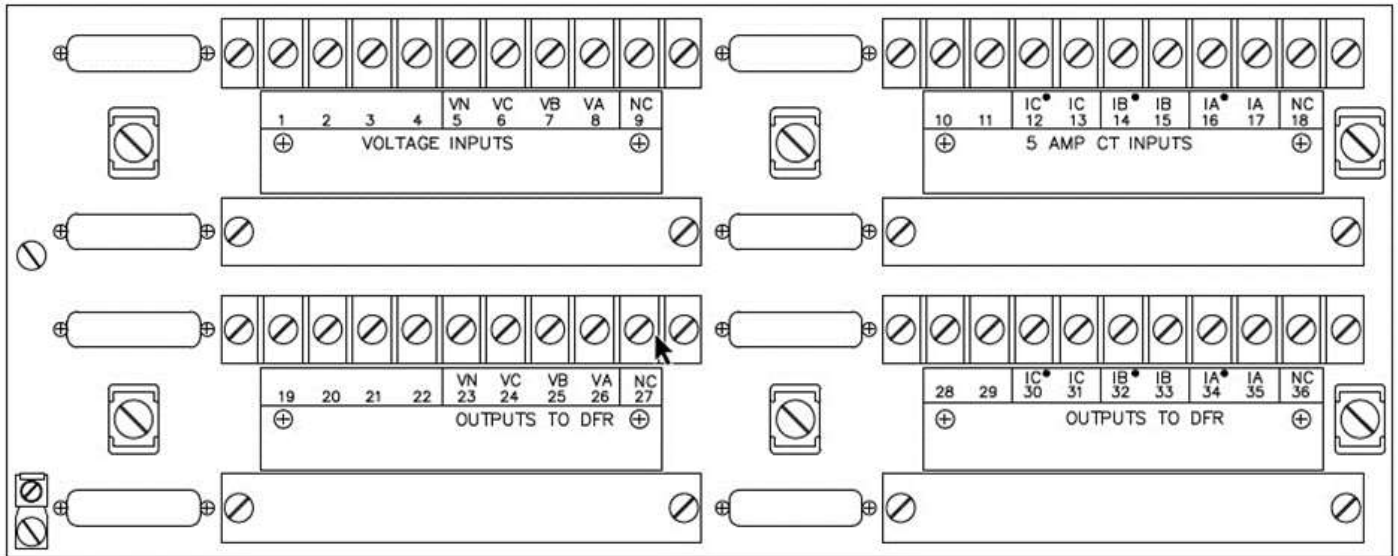 VN VC VB VA NC
1 2 3 4 5 6 7 8 9
VOLTAGE INPUTS
IC• IC IB• IB IA• IA NC
10 11 12 13 14 15 16 17 18
5 AMP CT INPUTS
VN VC VB VA NC
19 20 21 22 23 24 25 26 27
OUTPUTS TO DFR
IC• IC IB• IB IA• IA NC
28 29 30 31 32 33 34 35 36
OUTPUTS TO DFR